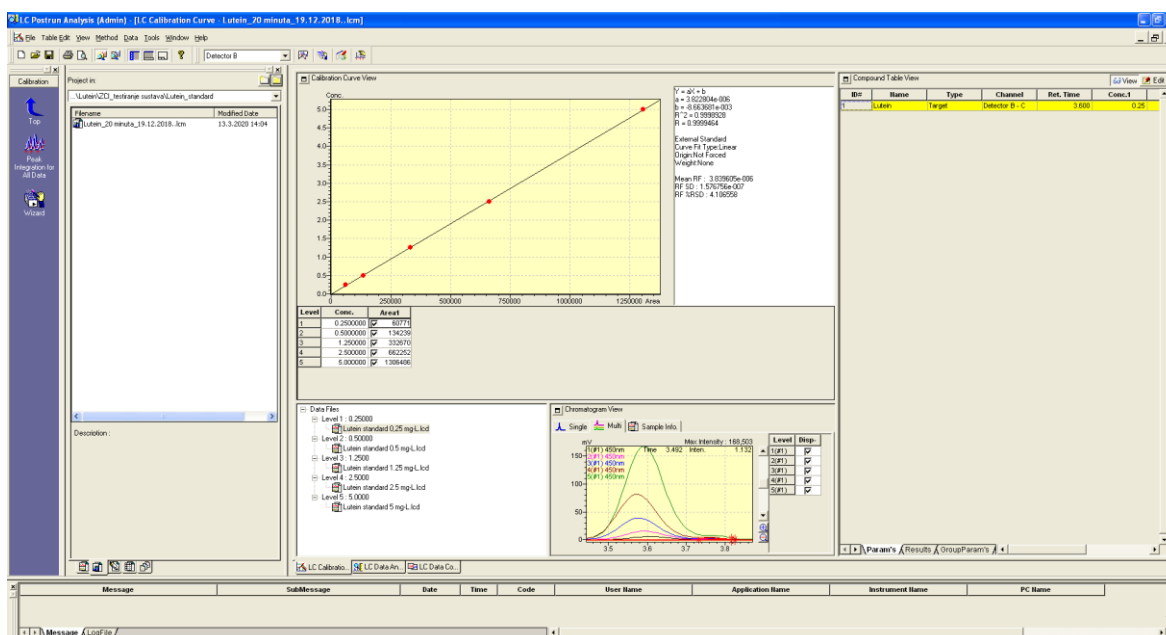 LC Postrun Analysis (Admin) - [LC Calibration Curve - Lutein_20 minuta_19.12.2018..lcm]
File Table Edit View Method Data Tools Window Help
Detector B
Calibration
Top
Peak
Integration for
All Data
Wizard
Project in:
...\Lutein\ZCI_testiranje sustava\Lutein_standard
Filename Modified Date
Lutein_20 minuta_19.12.2018..lcm 13.3.2020 14:04
Description :
Calibration Curve View
Conc.
5.0
4.5
4.0
3.5
3.0
2.5
2.0
1.5
1.0
0.5
0.0
0 250000 500000 750000 1000000 1250000 Area
Y = aX + b
a = 3.822804e-006
b = -8.663681e-003
R^2 = 0.9998928
R = 0.9999464
External Standard
Curve Fit Type:Linear
Origin:Not Forced
Weight:None
Mean RF : 3.839605e-006
RF SD : 1.576756e-007
RF %RSD : 4.106558
Level Conc. Area1
1 0.2500000 60771
2 0.5000000 134239
3 1.250000 332670
4 2.500000 662252
5 5.000000 1306486
Data Files
Level 1 : 0.25000
Lutein standard 0,25 mg-L.lcd
Level 2 : 0.50000
Lutein standard 0.5 mg-L.lcd
Level 3 : 1.2500
Lutein standard 1.25 mg-L.lcd
Level 4 : 2.5000
Lutein standard 2.5 mg-L.lcd
Level 5 : 5.0000
Lutein standard 5 mg-L.lcd
Chromatogram View
Single Multi Sample Info.
mV Max Intensity : 168,503
1(#1) 450nm Time 3.492 Inten. 1.132
2(#1) 450nm
3(#1) 450nm
4(#1) 450nm
5(#1) 450nm
150
100
50
0
3.5 3.6 3.7 3.8
Level Disp-
1(#1)
2(#1)
3(#1)
4(#1)
5(#1)
Compound Table View
View Edit
ID# Name Type Channel Ret. Time Conc.1
1 Lutein Target Detector B - C 3.600 0.25
Param's Results GroupParam's
LC Calibratio... LC Data An... LC Data Co...
Message SubMessage Date Time Code User Name Application Name Instrument Name PC Name
Message LogFile